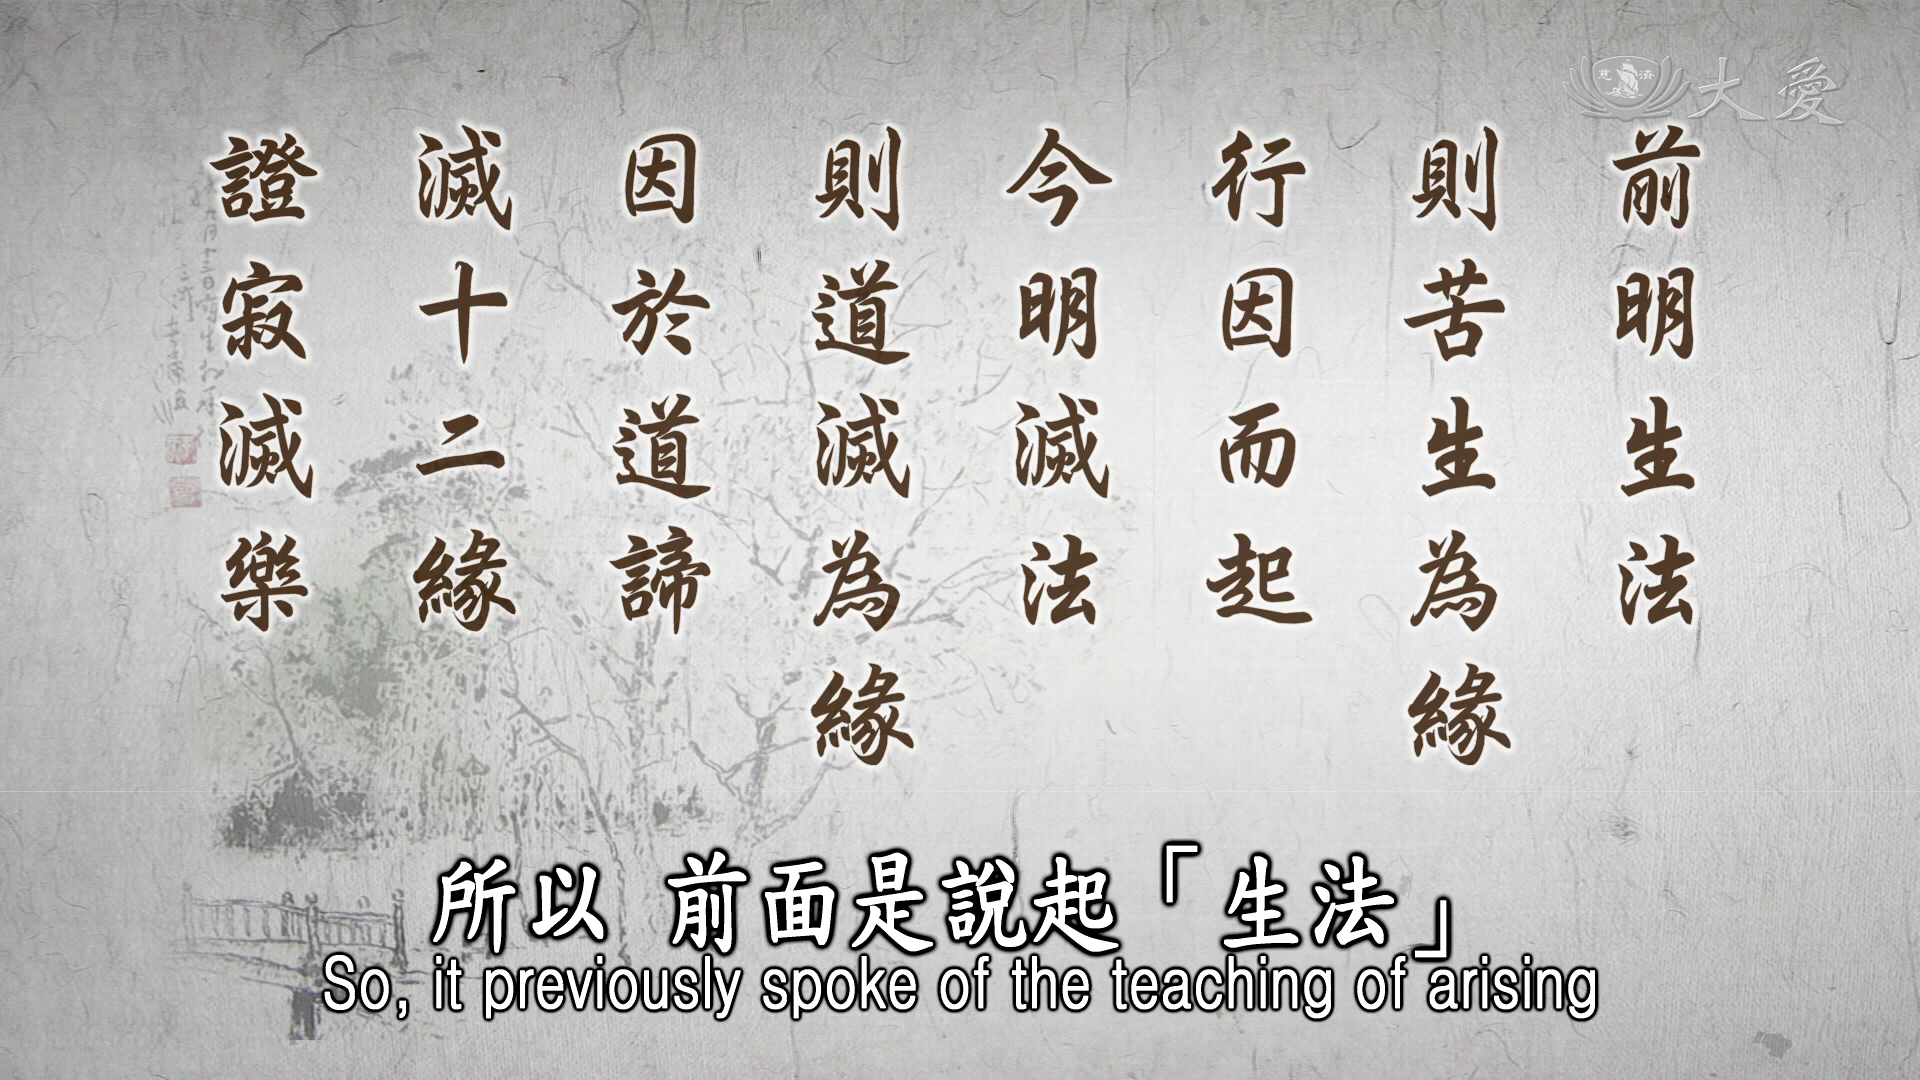 大愛
慈濟
前明生法
則苦生為緣
行因而起
今明滅法
則道滅為緣
因於道諦
滅十二緣
證寂滅樂
所以 前面是說起「生法」
So, it previously spoke of the teaching of arising